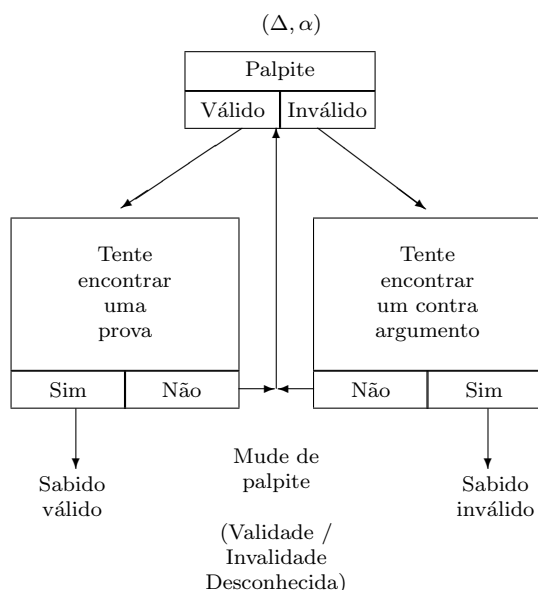 (Δ, α)
Palpite
Válido
Inválido
Tente
encontrar
uma
prova
Sim
Não
Tente
encontrar
um contra
argumento
Não
Sim
Sabido
válido
Mude de
palpite
(Validade /
Invalidade
Desconhecida)
Sabido
inválido